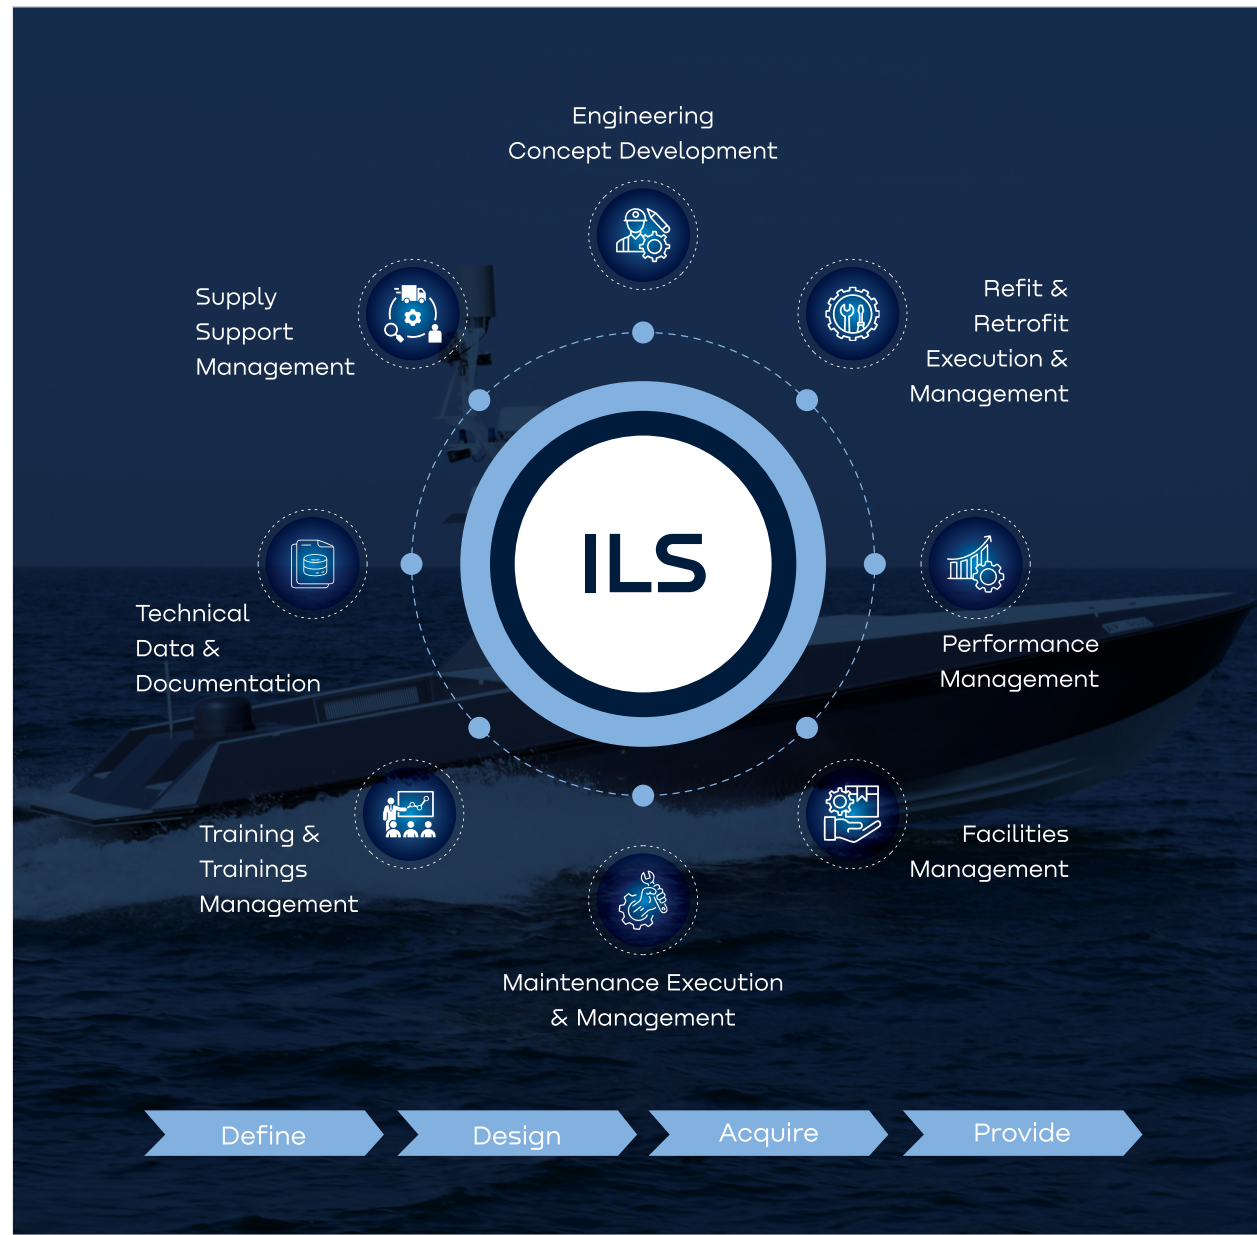 Engineering
Concept Development
Supply
Support
Management
Refit &
Retrofit
Execution &
Management
ILS
Technical
Data &
Documentation
Performance
Management
Training &
Trainings
Management
Facilities
Management
Maintenance Execution
& Management
Define
Design
Acquire
Provide